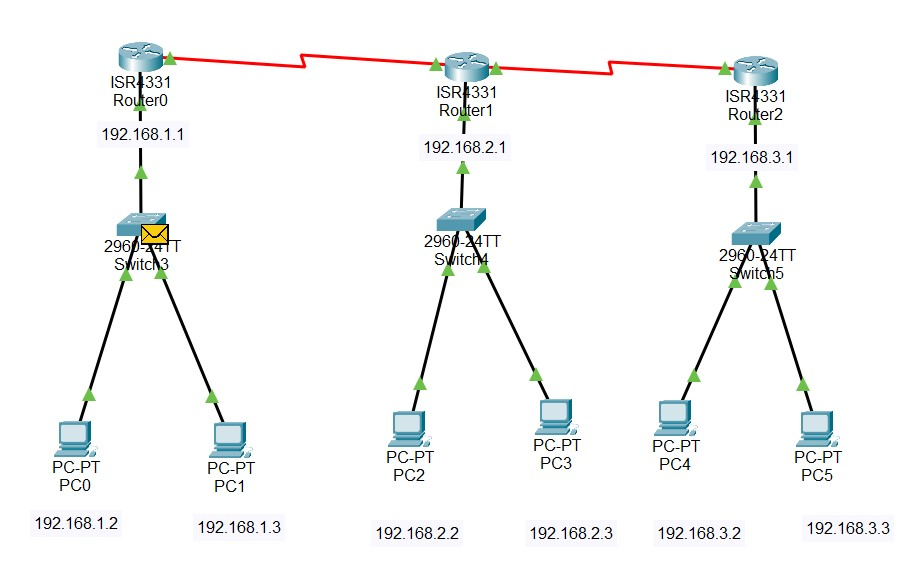 ISR4331
Router0
192.168.1.1
ISR4331
Router1
192.168.2.1
ISR4331
Router2
192.168.3.1
2960-24TT
Switch3
2960-24TT
Switch4
2960-24TT
Switch5
PC-PT
PC0
PC-PT
PC1
PC-PT
PC2
PC-PT
PC3
PC-PT
PC4
PC-PT
PC5
192.168.1.2
192.168.1.3
192.168.2.2
192.168.2.3
192.168.3.2
192.168.3.3